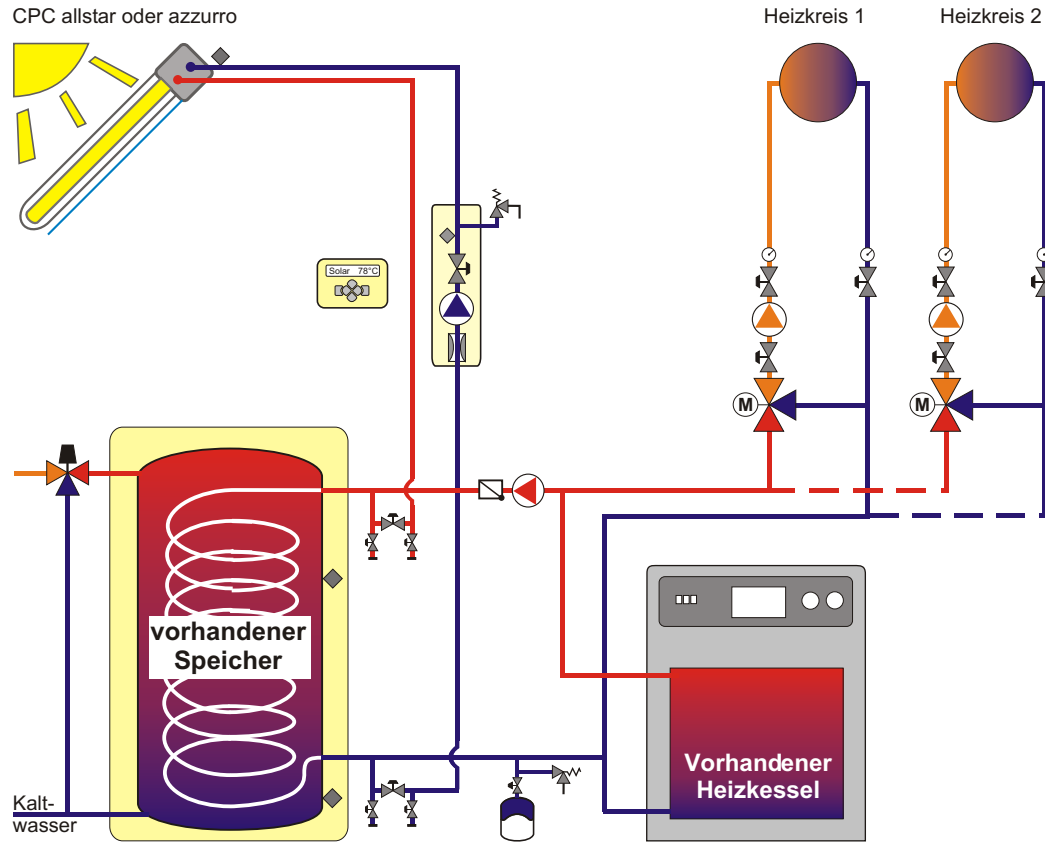 CPC allstar oder azzurro
Heizkreis 1
Heizkreis 2
Solar 78°C
M
M
vorhandener
Speicher
Vorhandener
Heizkessel
Kalt-
wasser